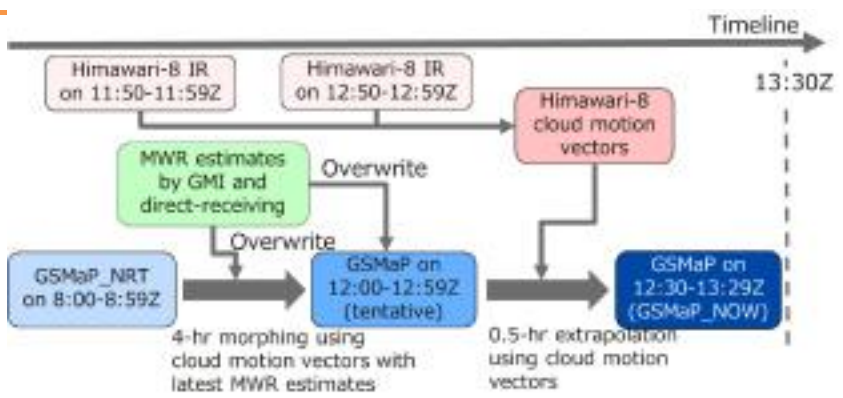 Timeline
Himawari-8 IR
on 11:50-11:59Z
Himawari-8 IR
on 12:50-12:59Z
13:30Z
Himawari-8
cloud motion
vectors
MWR estimates
by GMI and
direct-receiving
Overwrite
Overwrite
GSMaP_NRT
on 8:00-8:59Z
GSMaP on
12:00-12:59Z
(tentative)
GSMaP on
12:30-13:29Z
(GSMaP_NOW)
4-hr morphing using
cloud motion vectors with
latest MWR estimates
0.5-hr extrapolation
using cloud motion
vectors